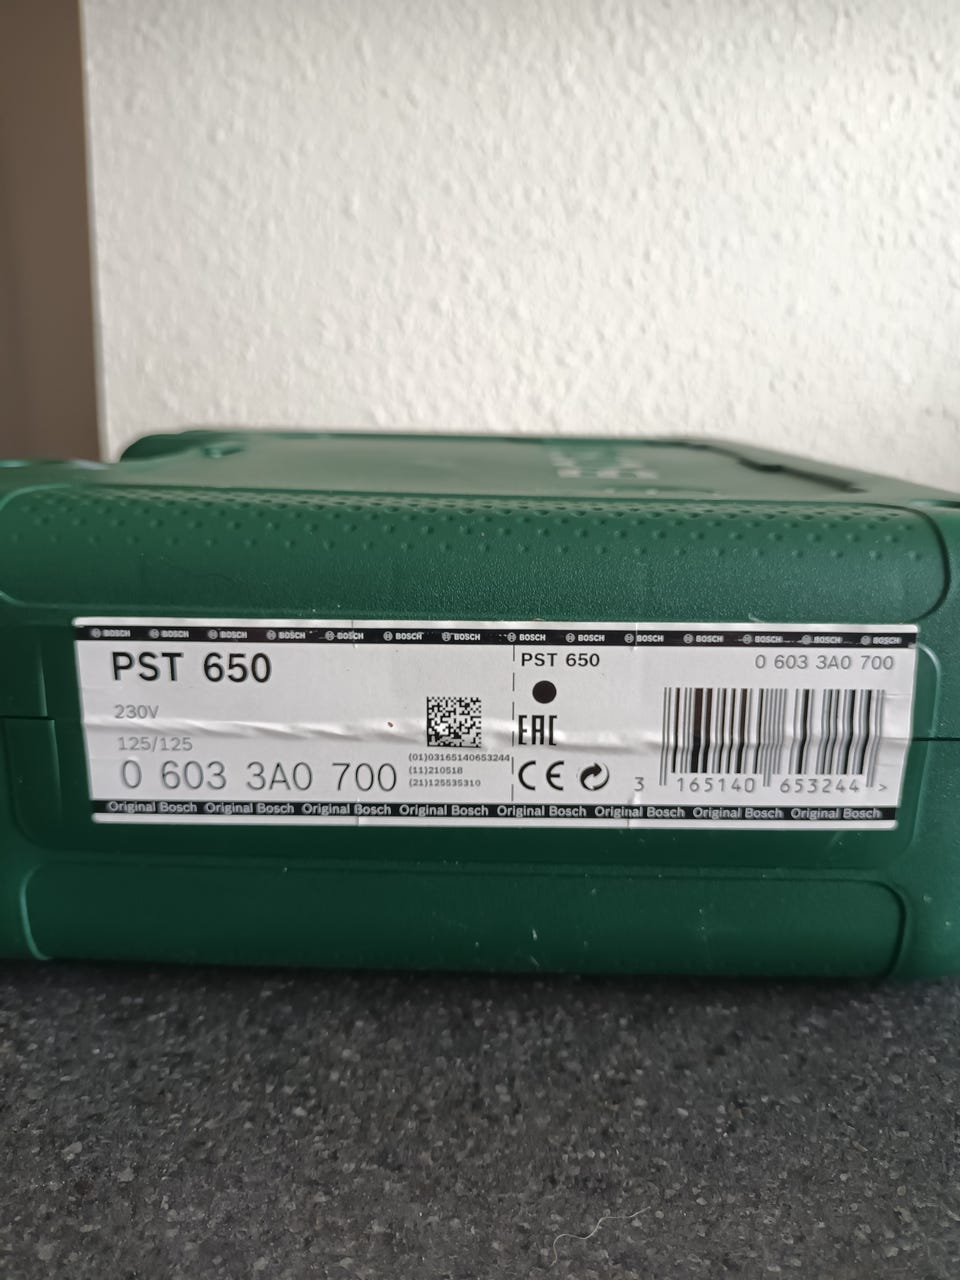 BOSCH BOSCH BOSCH BOSCH BOSCH BOSCH BOSCH BOSCH BOSCH BOSCH BOSCH BOSCH BOSCH BOSCH
PST 650
230V
125/125
0 603 3A0 700
(01)03165140653244
(11)210518
(21)125535310
PST 650
0 603 3A0 700
EAC
CE
3 165140 653244 >
Original Bosch Original Bosch Original Bosch Original Bosch Original Bosch Original Bosch Original Bosch Original Bosch